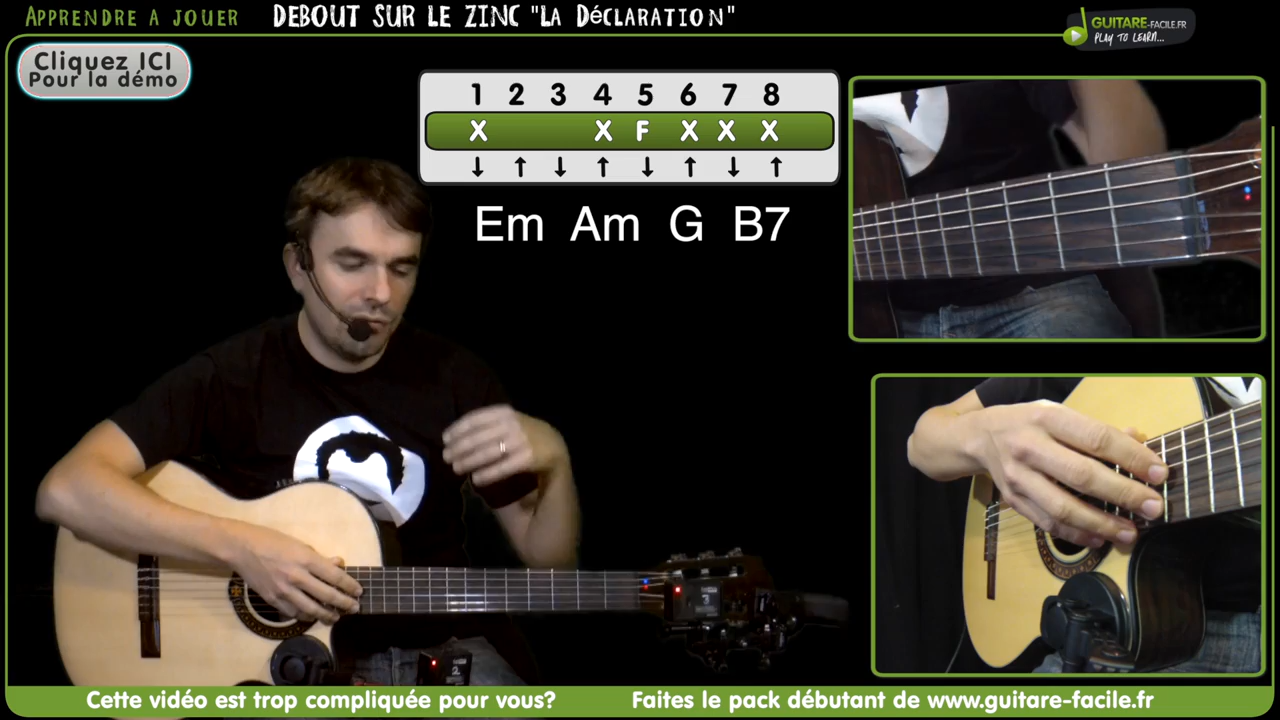 Apprendre a jouer DEBOUT SUR LE ZINC "La Déclaration"
GUITARE-FACILE.FR
PLAY TO LEARN...
Cliquez ICI
Pour la démo
1 2 3 4 5 6 7 8
X X F X X X
↓ ↑ ↓ ↑ ↓ ↑ ↓ ↑
Em Am G B7
Cette vidéo est trop compliquée pour vous? Faites le pack débutant de www.guitare-facile.fr